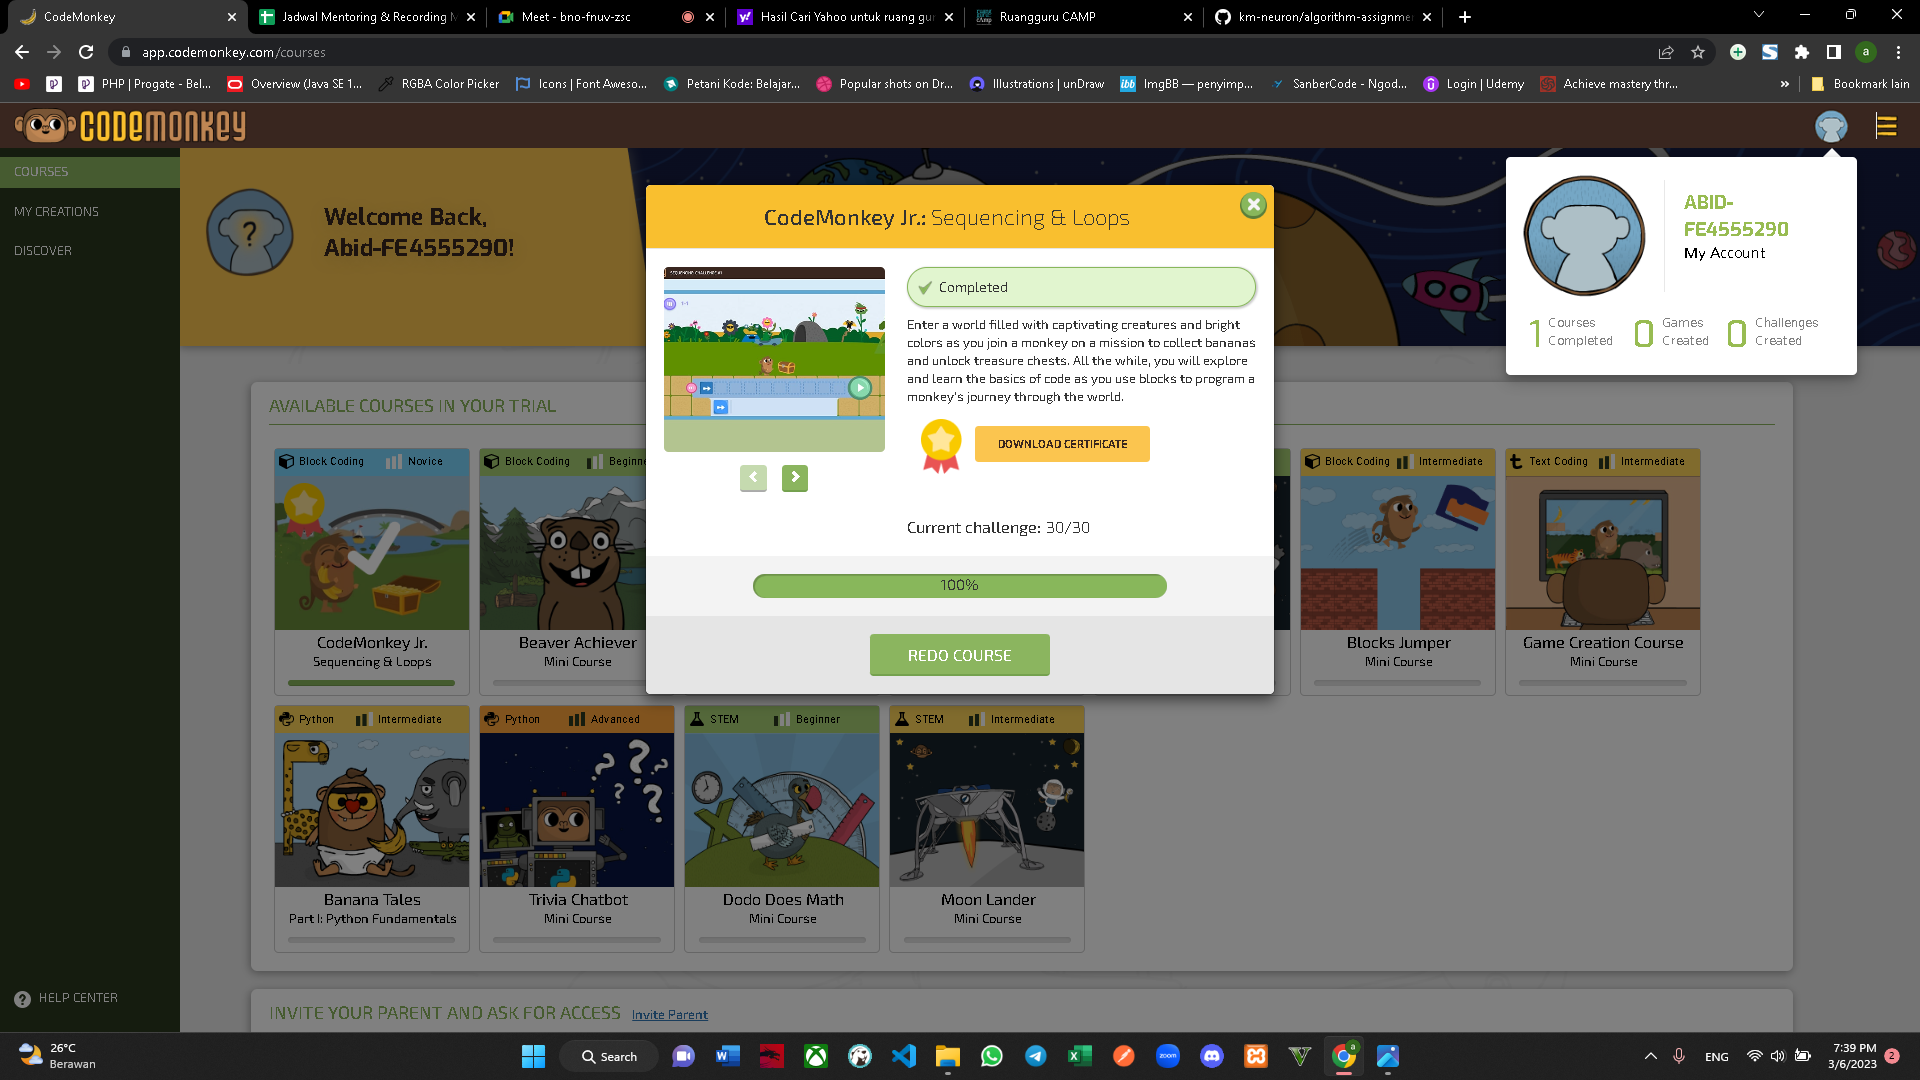 CodeMonkey
Jadwal Mentoring & Recording M
Meet - bno-fnuv-zsc
Hasil Cari Yahoo untuk ruang gur
Ruangguru CAMP
km-neuron/algorithm-assignme
app.codemonkey.com/courses
a
PHP | Progate - Bel...
Overview (Java SE 1...
RGBA Color Picker
Icons | Font Aweso...
Petani Kode: Belajar...
Popular shots on Dr...
Illustrations | unDraw
ibb
ImgBB — penyimp...
SanberCode - Ngod...
Login | Udemy
Achieve mastery thr...
»
Bookmark lain
CODEMONKEY
COURSES
MY CREATIONS
DISCOVER
?
Welcome Back,
Abid-FE4555290!
ABID-
FE4555290
My Account
1 Courses
Completed
0 Games
Created
0 Challenges
Created
CodeMonkey Jr.: Sequencing & Loops
SEQUENCING CHALLENGE #1
Completed
Enter a world filled with captivating creatures and bright
colors as you join a monkey on a mission to collect bananas
and unlock treasure chests. All the while, you will explore
and learn the basics of code as you use blocks to program a
monkey's journey through the world.
DOWNLOAD CERTIFICATE
Current challenge: 30/30
100%
REDO COURSE
AVAILABLE COURSES IN YOUR TRIAL
Block Coding Novice
CodeMonkey Jr.
Sequencing & Loops
Block Coding Beginn
Beaver Achiever
Mini Course
Block Coding Intermediate
Blocks Jumper
Mini Course
Text Coding Intermediate
Game Creation Course
Mini Course
Python Intermediate
Banana Tales
Part I: Python Fundamentals
Python Advanced
? ? ? ?
Trivia Chatbot
Mini Course
STEM Beginner
Dodo Does Math
Mini Course
STEM Intermediate
Moon Lander
Mini Course
? HELP CENTER
INVITE YOUR PARENT AND ASK FOR ACCESS Invite Parent
26°C
Berawan
Search
zoom
ENG
7:39 PM
3/6/2023
2